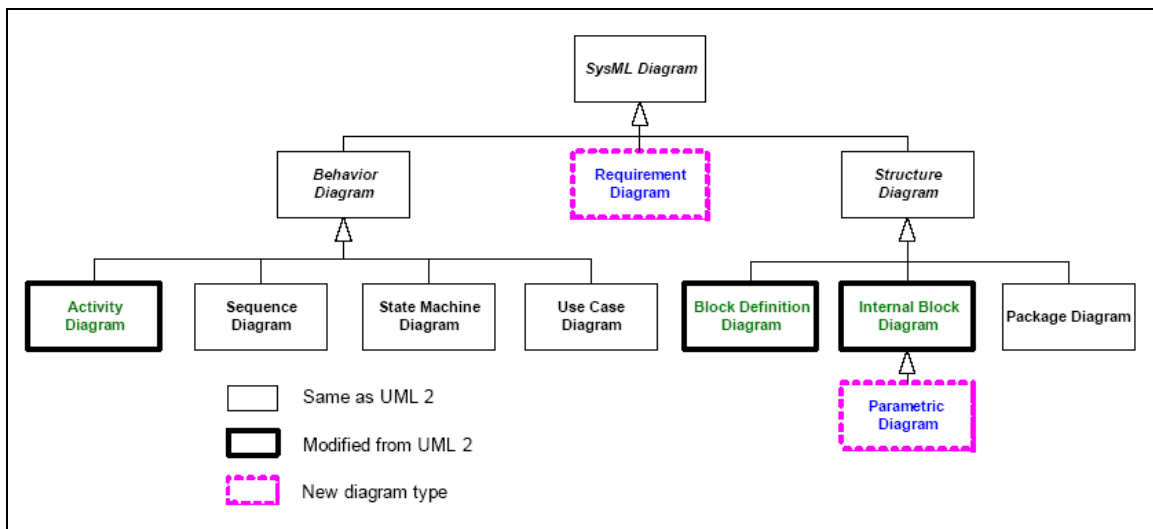 SysML Diagram
Behavior
Diagram
Requirement
Diagram
Structure
Diagram
Activity
Diagram
Sequence
Diagram
State Machine
Diagram
Use Case
Diagram
Block Definition
Diagram
Internal Block
Diagram
Package Diagram
Parametric
Diagram
Same as UML 2
Modified from UML 2
New diagram type